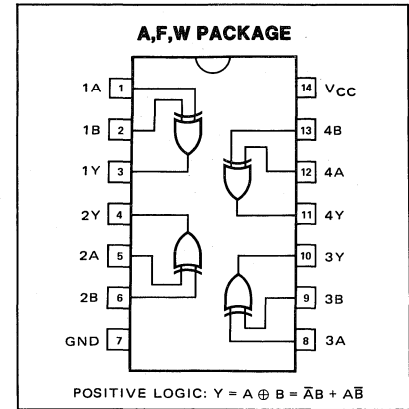 A,F,W PACKAGE
1A 1 14 VCC
1B 2 13 4B
1Y 3 12 4A
2Y 4 11 4Y
2A 5 10 3Y
2B 6 9 3B
GND 7 8 3A
POSITIVE LOGIC: Y = A ⊕ B = A̅B + AB̅